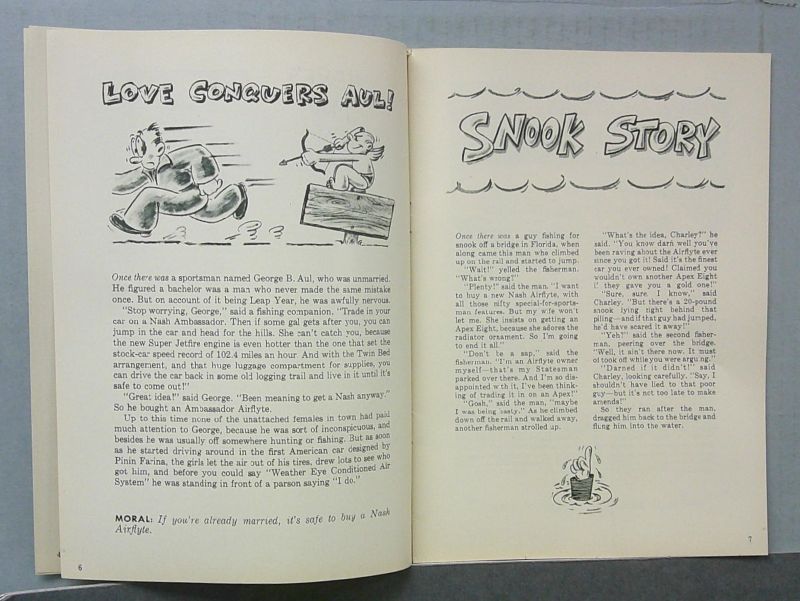 LOVE CONQUERS AUL!
Once there was a sportsman named George B. Aul, who was unmarried.
He figured a bachelor was a man who never made the same mistake
once. But on account of it being Leap Year, he was awfully nervous.
"Stop worrying, George," said a fishing companion. "Trade in your
car on a Nash Ambassador. Then if some gal gets after you, you can
jump in the car and head for the hills. She can't catch you, because
the new Super Jetfire engine is even hotter than the one that set the
stock-car speed record of 102.4 miles an hour. And with the Twin Bed
arrangement, and that huge luggage compartment for supplies, you
can drive the car back in some old logging trail and live in it until it's
safe to come out!"
"Great idea!" said George. "Been meaning to get a Nash anyway."
So he bought an Ambassador Airflyte.
Up to this time none of the unattached females in town had paid
much attention to George, because he was sort of inconspicuous, and
besides he was usually off somewhere hunting or fishing. But as soon
as he started driving around in the first American car designed by
Pinin Farina, the girls let the air out of his tires, drew lots to see who
got him, and before you could say "Weather Eye Conditioned Air
System" he was standing in front of a parson saying "I do."
MORAL: If you're already married, it's safe to buy a Nash
Airflyte.
6
SNOOK STORY
Once there was a guy fishing for
snook off a bridge in Florida, when
along came this man who climbed
up on the rail and started to jump.
"Wait!" yelled the fisherman.
"What's wrong?"
"Plenty!" said the man. "I want
to buy a new Nash Airflyte, with
all those nifty special-for-sports-
man features. But my wife won't
let me. She insists on getting an
Apex Eight, because she adores the
radiator ornament. So I'm going
to end it all."
"Don't be a sap," said the
fisherman. "I'm an Airflyte owner
myself—that's my Statesman
parked over there. And I'm so dis-
appointed with it, I've been think-
ing of trading it in on an Apex!"
"Gosh," said the man, "maybe
I was being hasty." As he climbed
down off the rail and walked away,
another fisherman strolled up.
"What's the idea, Charley?" he
said. "You know darn well you've
been raving about the Airflyte ever
since you got it! Said it's the finest
car you ever owned! Claimed you
wouldn't own another Apex Eight
if they gave you a gold one!"
"Sure, sure I know," said
Charley. "But there's a 20-pound
snook lying right behind that
piling—and if that guy had jumped,
he'd have scared it away!"
"Yeh?" said the second fisher-
man, peering over the bridge,
"Well, it ain't there now. It must
of took off while you were arguing."
"Darned if it didn't!" said
Charley, looking carefully. "Say, I
shouldn't have lied to that poor
guy—but it's not too late to make
amends!"
So they ran after the man,
dragged him back to the bridge and
flung him into the water.
7